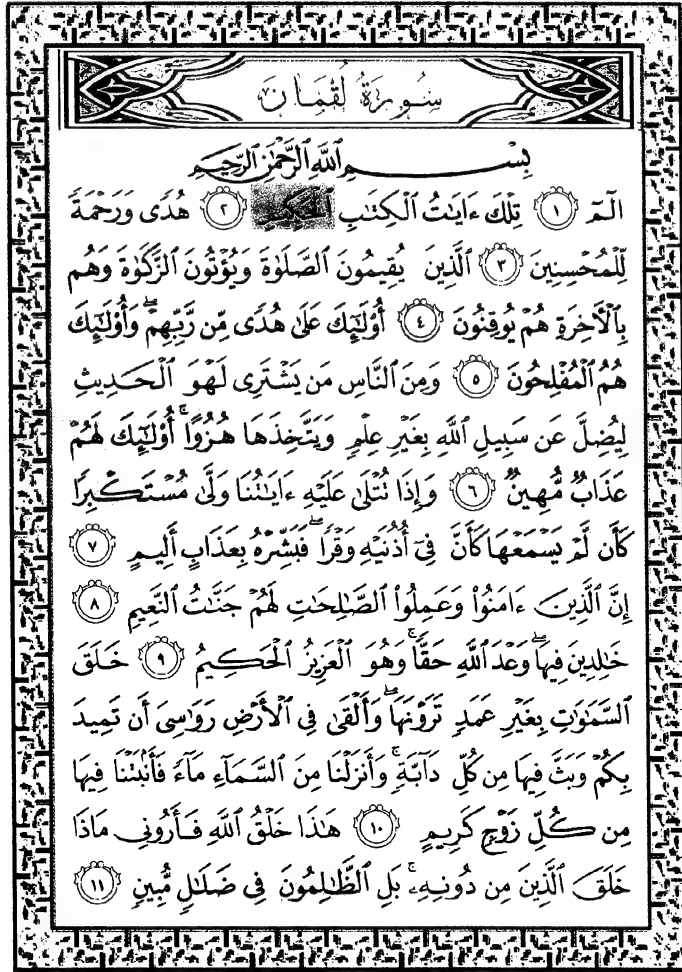 سُورَةُ لُقْمَان
بِسْمِ ٱللَّهِ ٱلرَّحْمَٰنِ ٱلرَّحِيمِ
الٓمٓ ١ تِلْكَ ءَايَٰتُ ٱلْكِتَٰبِ ٱلْحَكِيمِ ٢ هُدًى وَرَحْمَةً
لِّلْمُحْسِنِينَ ٣ ٱلَّذِينَ يُقِيمُونَ ٱلصَّلَوٰةَ وَيُؤْتُونَ ٱلزَّكَوٰةَ وَهُم
بِٱلْأٓخِرَةِ هُمْ يُوقِنُونَ ٤ أُو۟لَٰٓئِكَ عَلَىٰ هُدًى مِّن رَّبِّهِمْ ۖ وَأُو۟لَٰٓئِكَ
هُمُ ٱلْمُفْلِحُونَ ٥ وَمِنَ ٱلنَّاسِ مَن يَشْتَرِى لَهْوَ ٱلْحَدِيثِ
لِيُضِلَّ عَن سَبِيلِ ٱللَّهِ بِغَيْرِ عِلْمٍ وَيَتَّخِذَهَا هُزُوًا ۚ أُو۟لَٰٓئِكَ لَهُمْ
عَذَابٌ مُّهِينٌ ٦ وَإِذَا تُتْلَىٰ عَلَيْهِ ءَايَٰتُنَا وَلَّىٰ مُسْتَكْبِرًا
كَأَن لَّمْ يَسْمَعْهَا كَأَنَّ فِىٓ أُذُنَيْهِ وَقْرًا ۖ فَبَشِّرْهُ بِعَذَابٍ أَلِيمٍ ٧
إِنَّ ٱلَّذِينَ ءَامَنُوا۟ وَعَمِلُوا۟ ٱلصَّٰلِحَٰتِ لَهُمْ جَنَّٰتُ ٱلنَّعِيمِ ٨
خَٰلِدِينَ فِيهَا ۖ وَعْدَ ٱللَّهِ حَقًّا ۚ وَهُوَ ٱلْعَزِيزُ ٱلْحَكِيمُ ٩ خَلَقَ
ٱلسَّمَٰوَٰتِ بِغَيْرِ عَمَدٍ تَرَوْنَهَا ۖ وَأَلْقَىٰ فِى ٱلْأَرْضِ رَوَٰسِىَ أَن تَمِيدَ
بِكُمْ وَبَثَّ فِيهَا مِن كُلِّ دَآبَّةٍ ۚ وَأَنزَلْنَا مِنَ ٱلسَّمَآءِ مَآءً فَأَنۢبَتْنَا فِيهَا
مِن كُلِّ زَوْجٍ كَرِيمٍ ١٠ هَٰذَا خَلْقُ ٱللَّهِ فَأَرُونِى مَاذَا
خَلَقَ ٱلَّذِينَ مِن دُونِهِۦ ۚ بَلِ ٱلظَّٰلِمُونَ فِى ضَلَٰلٍ مُّبِينٍ ١١